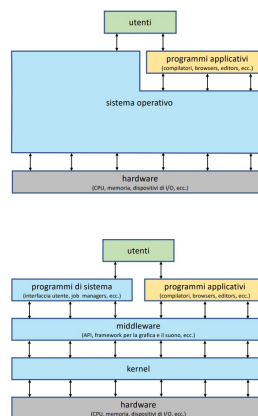 utenti
programmi applicativi
(compilatori, browsers, editors, ecc.)
sistema operativo
hardware
(CPU, memoria, dispositivi di I/O, ecc.)
utenti
programmi di sistema
(interfaccia utente, job managers, ecc.)
programmi applicativi
(compilatori, browsers, editors, ecc.)
middleware
(API, framework per la grafica e il suono, ecc.)
kernel
hardware
(CPU, memoria, dispositivi di I/O, ecc.)